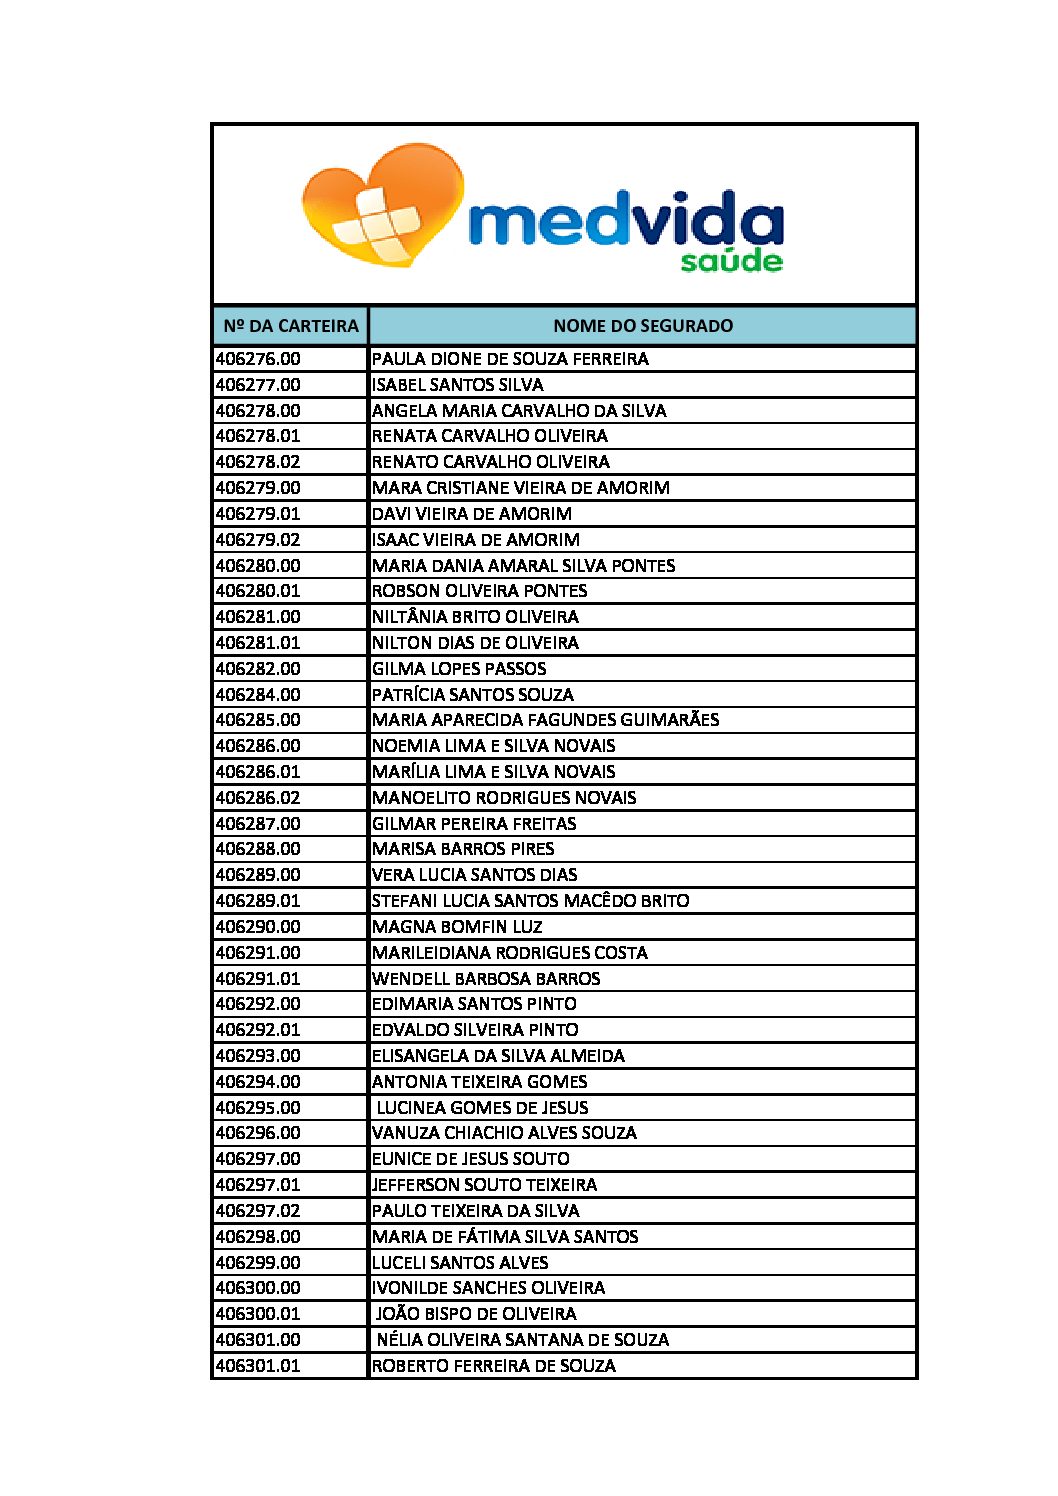 medvida
saúde
Nº DA CARTEIRA NOME DO SEGURADO
406276.00 PAULA DIONE DE SOUZA FERREIRA
406277.00 ISABEL SANTOS SILVA
406278.00 ANGELA MARIA CARVALHO DA SILVA
406278.01 RENATA CARVALHO OLIVEIRA
406278.02 RENATO CARVALHO OLIVEIRA
406279.00 MARA CRISTIANE VIEIRA DE AMORIM
406279.01 DAVI VIEIRA DE AMORIM
406279.02 ISAAC VIEIRA DE AMORIM
406280.00 MARIA DANIA AMARAL SILVA PONTES
406280.01 ROBSON OLIVEIRA PONTES
406281.00 NILTÂNIA BRITO OLIVEIRA
406281.01 NILTON DIAS DE OLIVEIRA
406282.00 GILMA LOPES PASSOS
406284.00 PATRÍCIA SANTOS SOUZA
406285.00 MARIA APARECIDA FAGUNDES GUIMARÃES
406286.00 NOEMIA LIMA E SILVA NOVAIS
406286.01 MARÍLIA LIMA E SILVA NOVAIS
406286.02 MANOELITO RODRIGUES NOVAIS
406287.00 GILMAR PEREIRA FREITAS
406288.00 MARISA BARROS PIRES
406289.00 VERA LUCIA SANTOS DIAS
406289.01 STEFANI LUCIA SANTOS MACÊDO BRITO
406290.00 MAGNA BOMFIN LUZ
406291.00 MARILEIDIANA RODRIGUES COSTA
406291.01 WENDELL BARBOSA BARROS
406292.00 EDIMARIA SANTOS PINTO
406292.01 EDVALDO SILVEIRA PINTO
406293.00 ELISANGELA DA SILVA ALMEIDA
406294.00 ANTONIA TEIXEIRA GOMES
406295.00 LUCINEA GOMES DE JESUS
406296.00 VANUZA CHIACHIO ALVES SOUZA
406297.00 EUNICE DE JESUS SOUTO
406297.01 JEFFERSON SOUTO TEIXEIRA
406297.02 PAULO TEIXEIRA DA SILVA
406298.00 MARIA DE FÁTIMA SILVA SANTOS
406299.00 LUCELI SANTOS ALVES
406300.00 IVONILDE SANCHES OLIVEIRA
406300.01 JOÃO BISPO DE OLIVEIRA
406301.00 NÉLIA OLIVEIRA SANTANA DE SOUZA
406301.01 ROBERTO FERREIRA DE SOUZA